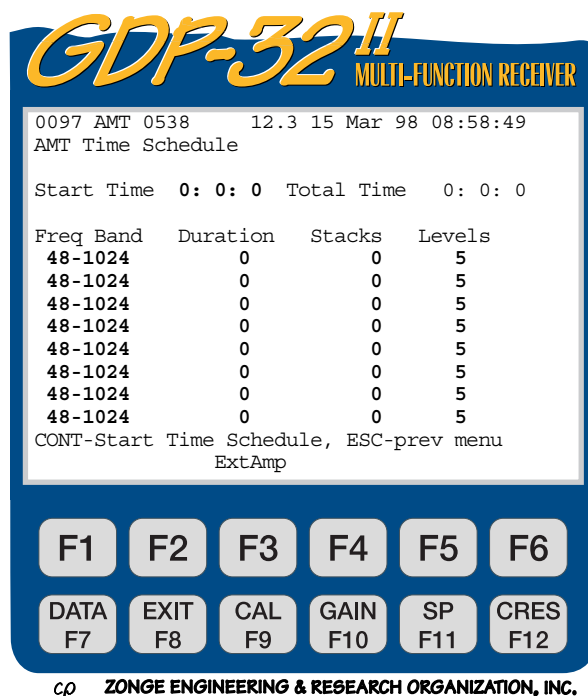 GDP-32 II
MULTI-FUNCTION RECEIVER
0097 AMT 0538 12.3 15 Mar 98 08:58:49
AMT Time Schedule
Start Time 0: 0: 0 Total Time 0: 0: 0
Freq Band Duration Stacks Levels
48-1024 0 0 5
48-1024 0 0 5
48-1024 0 0 5
48-1024 0 0 5
48-1024 0 0 5
48-1024 0 0 5
48-1024 0 0 5
48-1024 0 0 5
CONT-Start Time Schedule, ESC-prev menu
ExtAmp
F1 F2 F3 F4 F5 F6
DATA EXIT CAL GAIN SP CRES
F7 F8 F9 F10 F11 F12
ZONGE ENGINEERING & RESEARCH ORGANIZATION, INC.